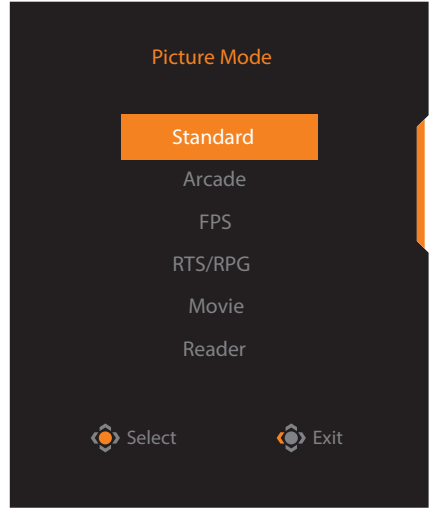 Picture Mode
Standard
Arcade
FPS
RTS/RPG
Movie
Reader
Select Exit